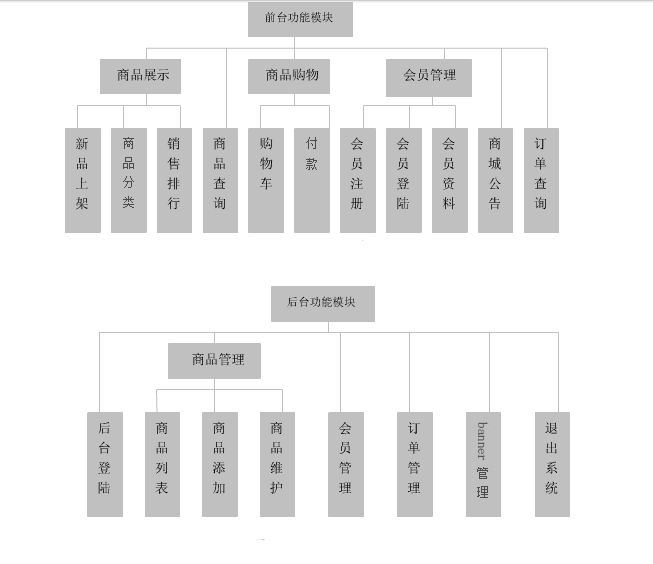 前台功能模块
商品展示
商品购物
会员管理
新品上架
商品分类
销售排行
商品查询
购物车
付款
会员注册
会员登陆
会员资料
商城公告
订单查询
后台功能模块
商品管理
后台登陆
商品列表
商品添加
商品维护
会员管理
订单管理
banner管理
退出系统